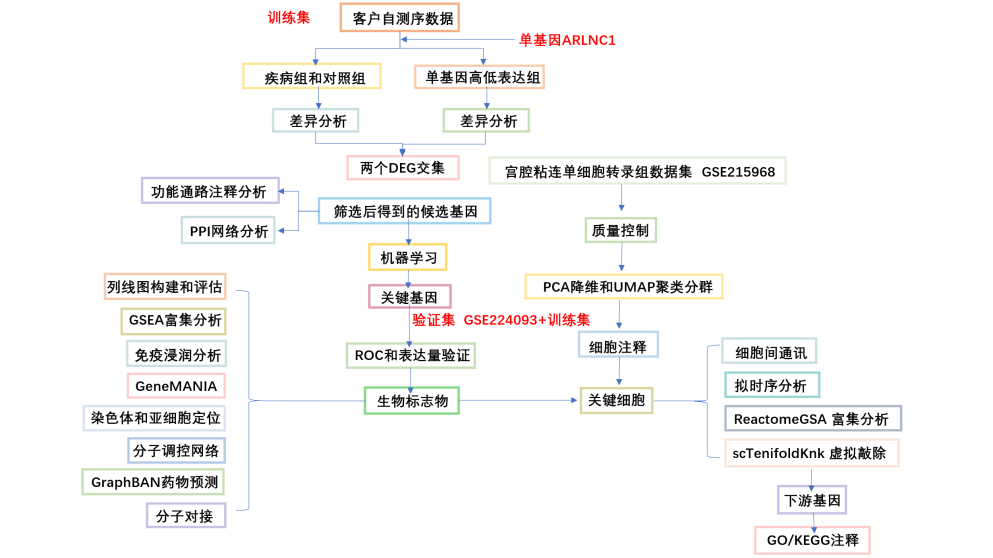 训练集
客户自测序数据
单基因ARLNC1
疾病组和对照组
单基因高低表达组
差异分析
差异分析
两个DEG交集
宫腔粘连单细胞转录组数据集 GSE215968
功能通路注释分析
筛选后得到的候选基因
PPI网络分析
质量控制
机器学习
列线图构建和评估
PCA降维和UMAP聚类分群
关键基因
GSEA富集分析
验证集 GSE224093+训练集
免疫浸润分析
ROC和表达量验证
细胞注释
细胞间通讯
GeneMANIA
拟时序分析
生物标志物
关键细胞
染色体和亚细胞定位
ReactomeGSA 富集分析
分子调控网络
scTenifoldKnk 虚拟敲除
GraphBAN药物预测
下游基因
分子对接
GO/KEGG注释